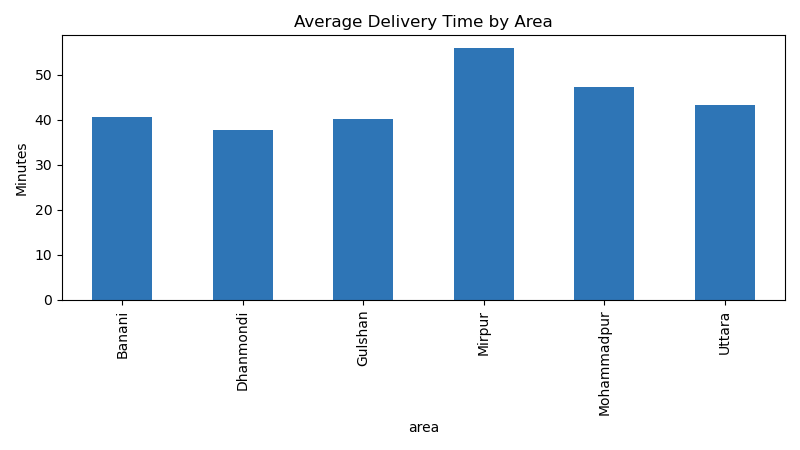 Average Delivery Time by Area
Minutes
50
40
30
20
10
0
Banani
Dhanmondi
Gulshan
Mirpur
Mohammadpur
Uttara
area